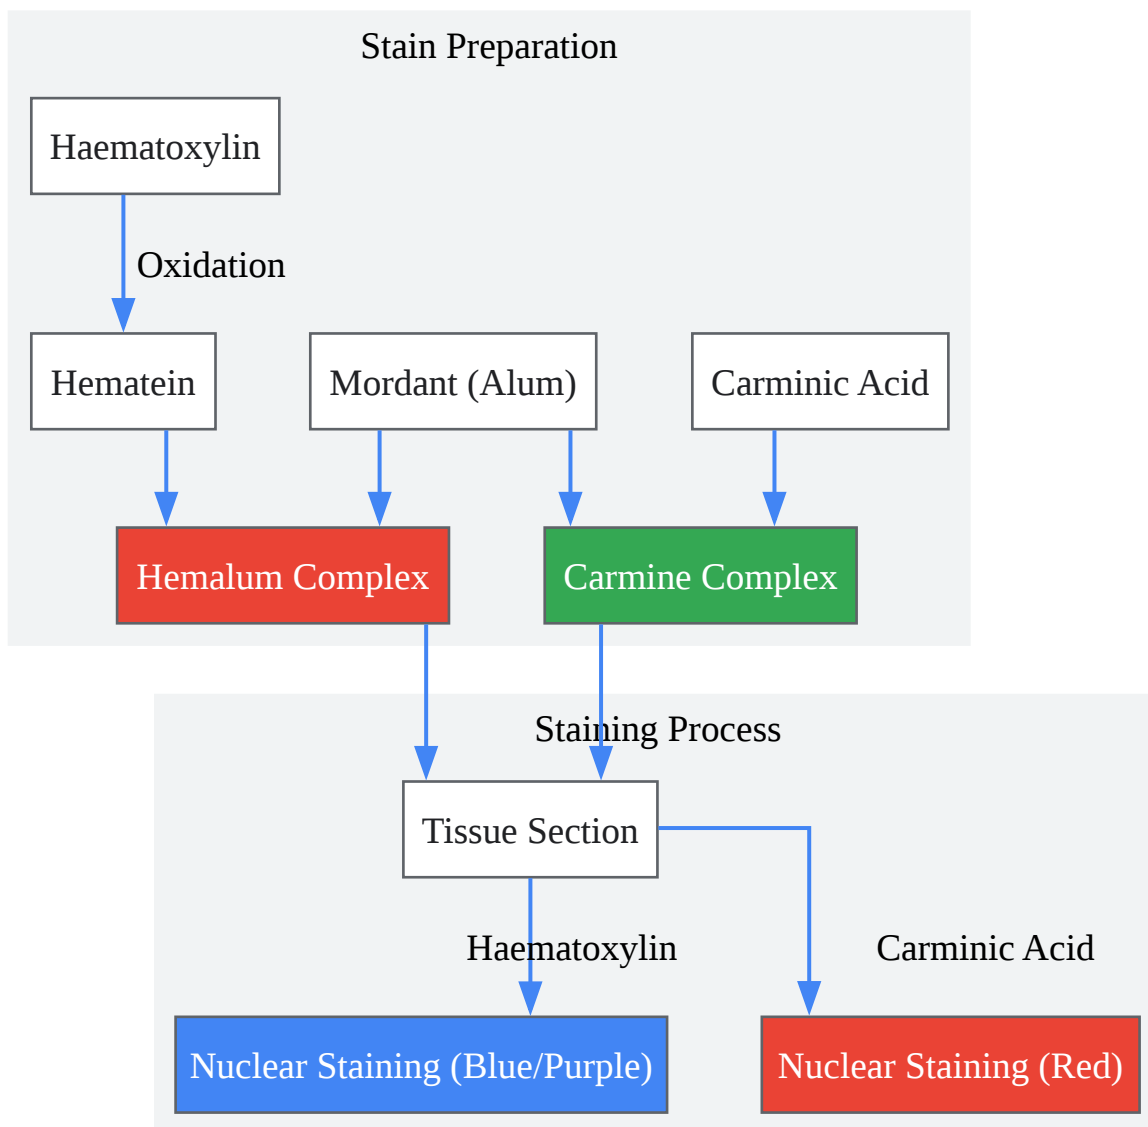 Stain Preparation
Haematoxylin
Oxidation
Hematein
Mordant (Alum)
Carminic Acid
Hemalum Complex
Carmine Complex
Staining Process
Tissue Section
Haematoxylin
Carminic Acid
Nuclear Staining (Blue/Purple)
Nuclear Staining (Red)